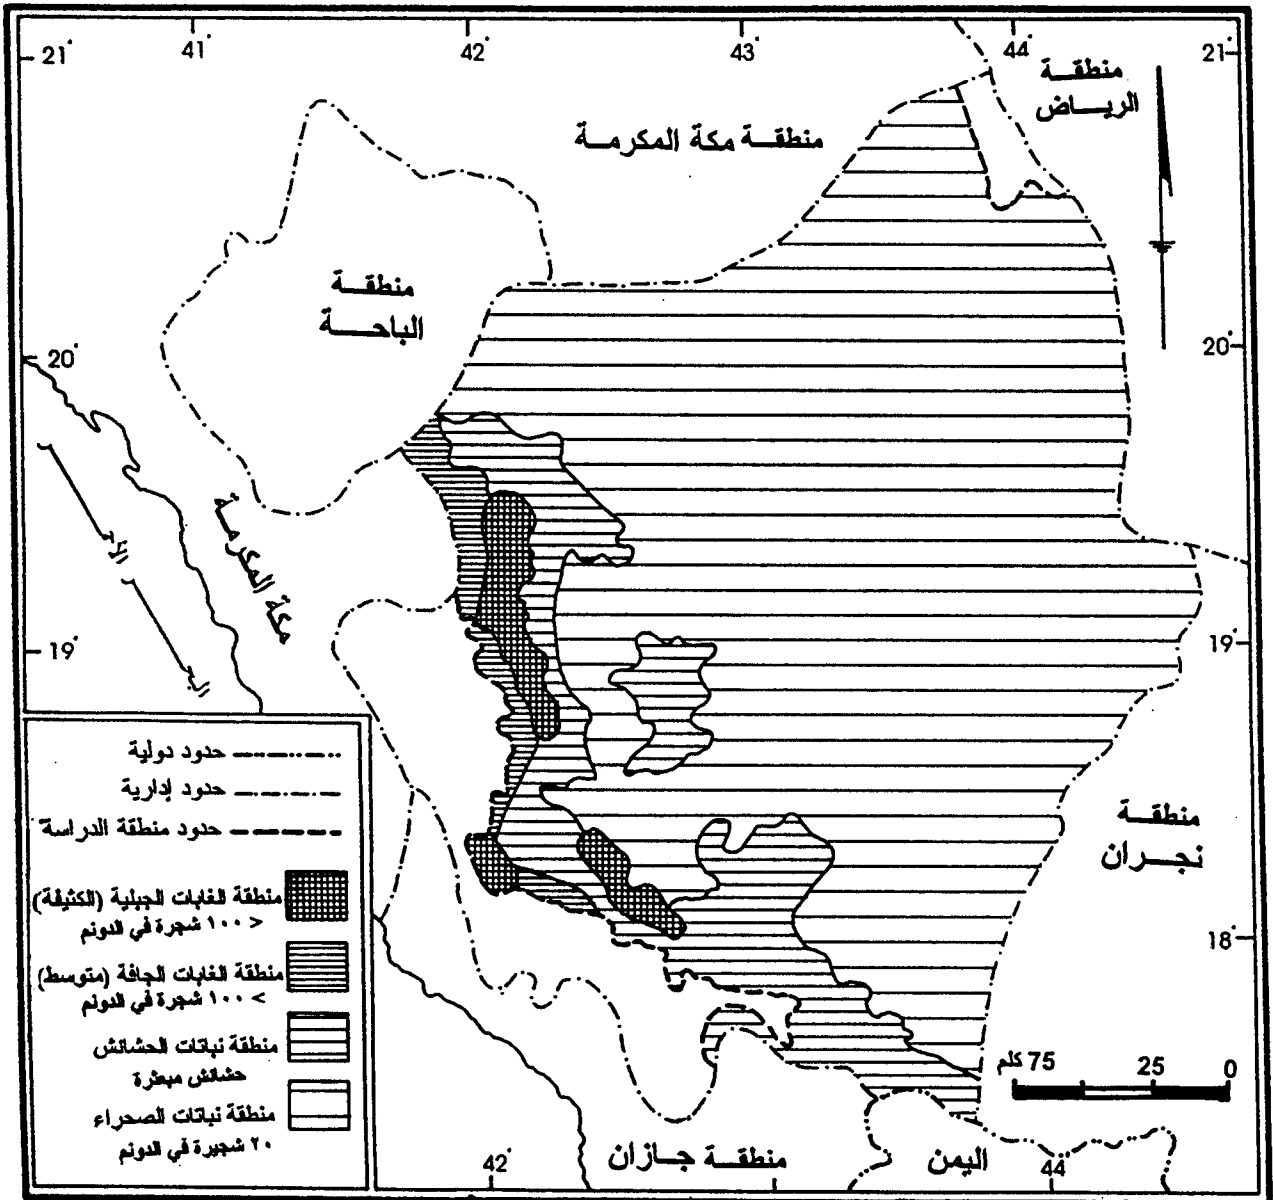 41°
42°
43°
44°
21°
21°
منطقة
الرياض
منطقة مكة المكرمة
منطقة
الباحة
20°
20°
مكة المكرمة
البحر الأحمر
19°
19°
حدود دولية
حدود إدارية
حدود منطقة الدراسة
منطقة الغابات الجبلية (الكثيفة)
< ١٠٠ شجرة في الدونم
منطقة الغابات الجافة (متوسط)
> ١٠٠ شجرة في الدونم
منطقة نباتات الحشائش
حشائش مبعثرة
منطقة نباتات الصحراء
٢٠ شجيرة في الدونم
منطقة
نجران
18°
75 كلم
25
0
42°
منطقة جازان
اليمن
44°